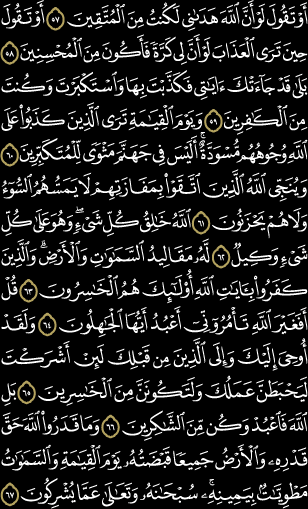 أَوْ تَقُولَ لَوْ أَنَّ ٱللَّهَ هَدَىٰنِى لَكُنتُ مِنَ ٱلْمُتَّقِينَ ٥٧ أَوْ تَقُولَ
حِينَ تَرَى ٱلْعَذَابَ لَوْ أَنَّ لِى كَرَّةً فَأَكُونَ مِنَ ٱلْمُحْسِنِينَ ٥٨
بَلَىٰ قَدْ جَآءَتْكَ ءَايَٰتِى فَكَذَّبْتَ بِهَا وَٱسْتَكْبَرْتَ وَكُنتَ
مِنَ ٱلْكَٰفِرِينَ ٥٩ وَيَوْمَ ٱلْقِيَٰمَةِ تَرَى ٱلَّذِينَ كَذَبُوا۟ عَلَى
ٱللَّهِ وُجُوهُهُم مُّسْوَدَّةٌ ۚ أَلَيْسَ فِى جَهَنَّمَ مَثْوًى لِّلْمُتَكَبِّرِينَ ٦٠
وَيُنَجِّى ٱللَّهُ ٱلَّذِينَ ٱتَّقَوْا۟ بِمَفَازَتِهِمْ لَا يَمَسُّهُمُ ٱلسُّوٓءُ
وَلَا هُمْ يَحْزَنُونَ ٦١ ٱللَّهُ خَٰلِقُ كُلِّ شَىْءٍ ۖ وَهُوَ عَلَىٰ كُلِّ
شَىْءٍ وَكِيلٌ ٦٢ لَّهُۥ مَقَالِيدُ ٱلسَّمَٰوَٰتِ وَٱلْأَرْضِ ۗ وَٱلَّذِينَ
كَفَرُوا۟ بِـَٔايَٰتِ ٱللَّهِ أُو۟لَٰٓئِكَ هُمُ ٱلْخَٰسِرُونَ ٦٣ قُلْ
أَفَغَيْرَ ٱللَّهِ تَأْمُرُوٓنِّىٓ أَعْبُدُ أَيُّهَا ٱلْجَٰهِلُونَ ٦٤ وَلَقَدْ
أُوحِىَ إِلَيْكَ وَإِلَى ٱلَّذِينَ مِن قَبْلِكَ لَئِنْ أَشْرَكْتَ
لَيَحْبَطَنَّ عَمَلُكَ وَلَتَكُونَنَّ مِنَ ٱلْخَٰسِرِينَ ٦٥ بَلِ
ٱللَّهَ فَٱعْبُدْ وَكُن مِّنَ ٱلشَّٰكِرِينَ ٦٦ وَمَا قَدَرُوا۟ ٱللَّهَ حَقَّ
قَدْرِهِۦ وَٱلْأَرْضُ جَمِيعًا قَبْضَتُهُۥ يَوْمَ ٱلْقِيَٰمَةِ وَٱلسَّمَٰوَٰتُ
مَطْوِيَّٰتٌۢ بِيَمِينِهِۦ ۚ سُبْحَٰنَهُۥ وَتَعَٰلَىٰ عَمَّا يُشْرِكُونَ ٦٧